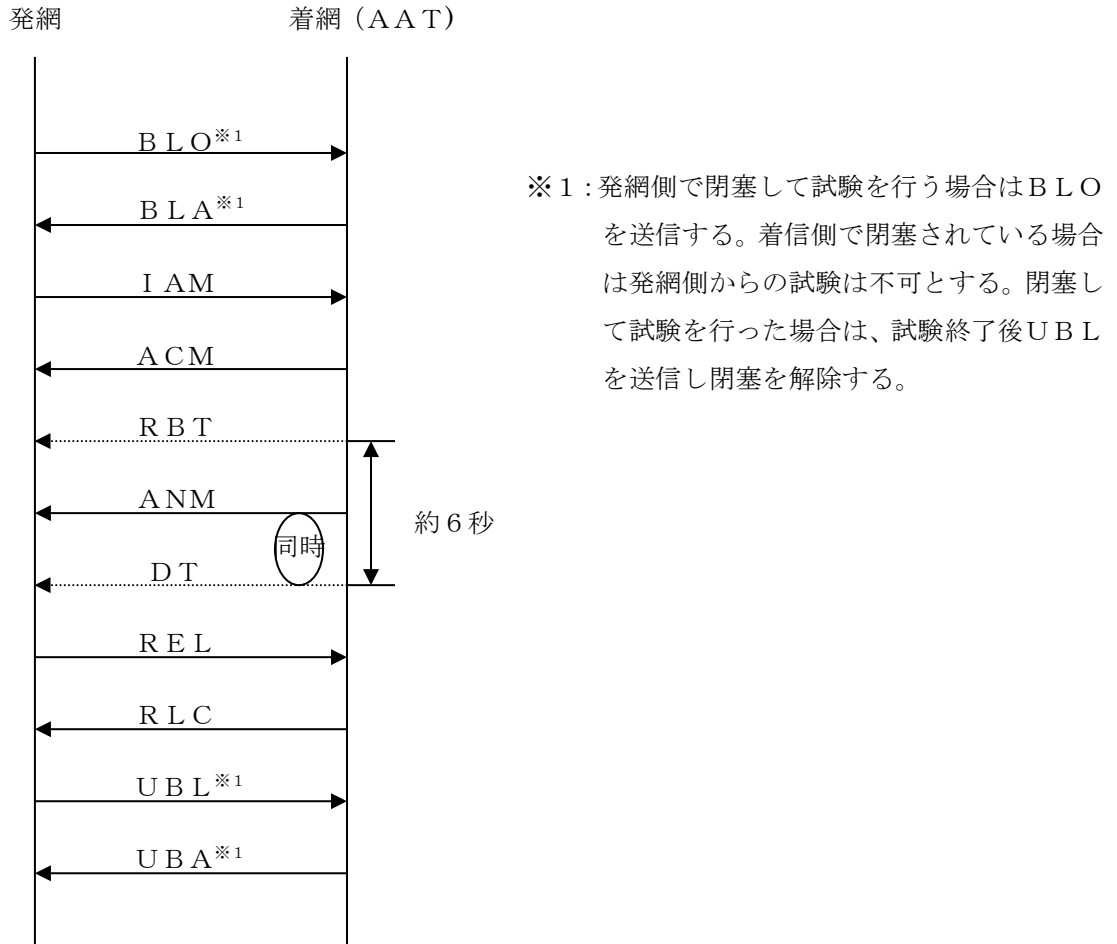 発網 着網（ＡＡＴ）
ＢＬＯ※1
ＢＬＡ※1
ＩＡＭ
ＡＣＭ
ＲＢＴ
ＡＮＭ
同時
約６秒
ＤＴ
ＲＥＬ
ＲＬＣ
ＵＢＬ※1
ＵＢＡ※1
※１：発網側で閉塞して試験を行う場合はＢＬＯ
を送信する。着信側で閉塞されている場合
は発網側からの試験は不可とする。閉塞し
て試験を行った場合は、試験終了後ＵＢＬ
を送信し閉塞を解除する。